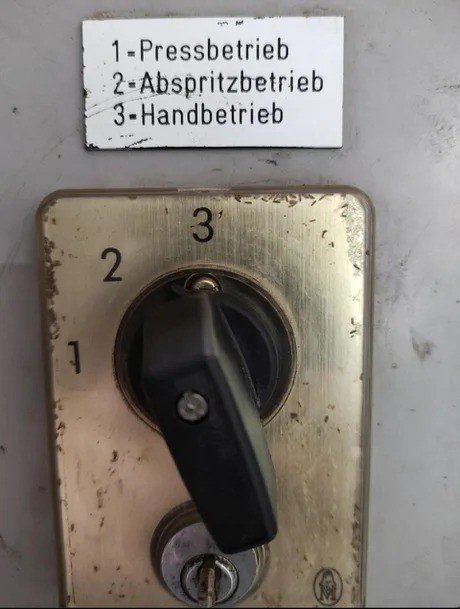 1=Pressbetrieb
2=Abspritzbetrieb
3=Handbetrieb
3
2
1